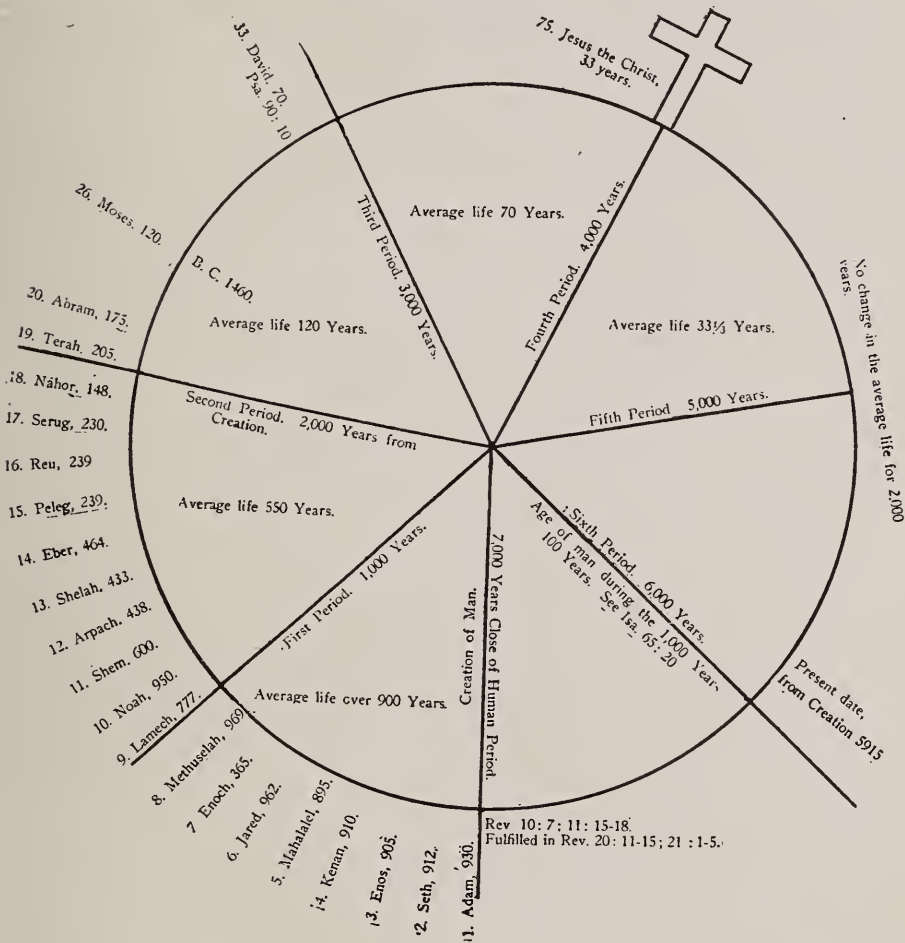 75. Jesus the Christ.
33 years.
33. David. 70.
Psa. 90: 10
26. Moses. 120.
20. Abram, 175.
19. Terah. 205.
18. Náhor, 148.
17. Serug, 230.
16. Reu, 239
15. Peleg, 239.
14. Eber, 464.
13. Shelah, 433.
12. Arpach, 438.
11. Shem. 600.
10. Noah, 950.
9. Lamech, 777.
8. Methuselah, 969.
7 Enoch, 365.
6. Jared, 962.
5. Mahalalel, 895.
4. Kenan, 910.
3. Enos, 905.
2. Seth, 912.
1. Adam, 930.
Average life 70 Years.
Third Period. 3,000 Years.
Fourth Period. 4,000 Years.
B. C. 1460.
Average life 120 Years.
Average life 33⅓ Years.
No change in the average life for 2,000
years.
Second Period. 2,000 Years from
Creation.
Fifth Period 5,000 Years.
Average life 550 Years.
First Period. 1,000 Years.
Average life over 900 Years.
Creation of Man.
7,000 Years Close of Human Period.
Sixth Period. 6,000 Years.
Age of man during the 1,000 Years
100 Years. See Isa. 65: 20
Present date,
from Creation 5915
Rev 10: 7; 11: 15-18.
Fulfilled in Rev. 20: 11-15; 21 : 1-5.